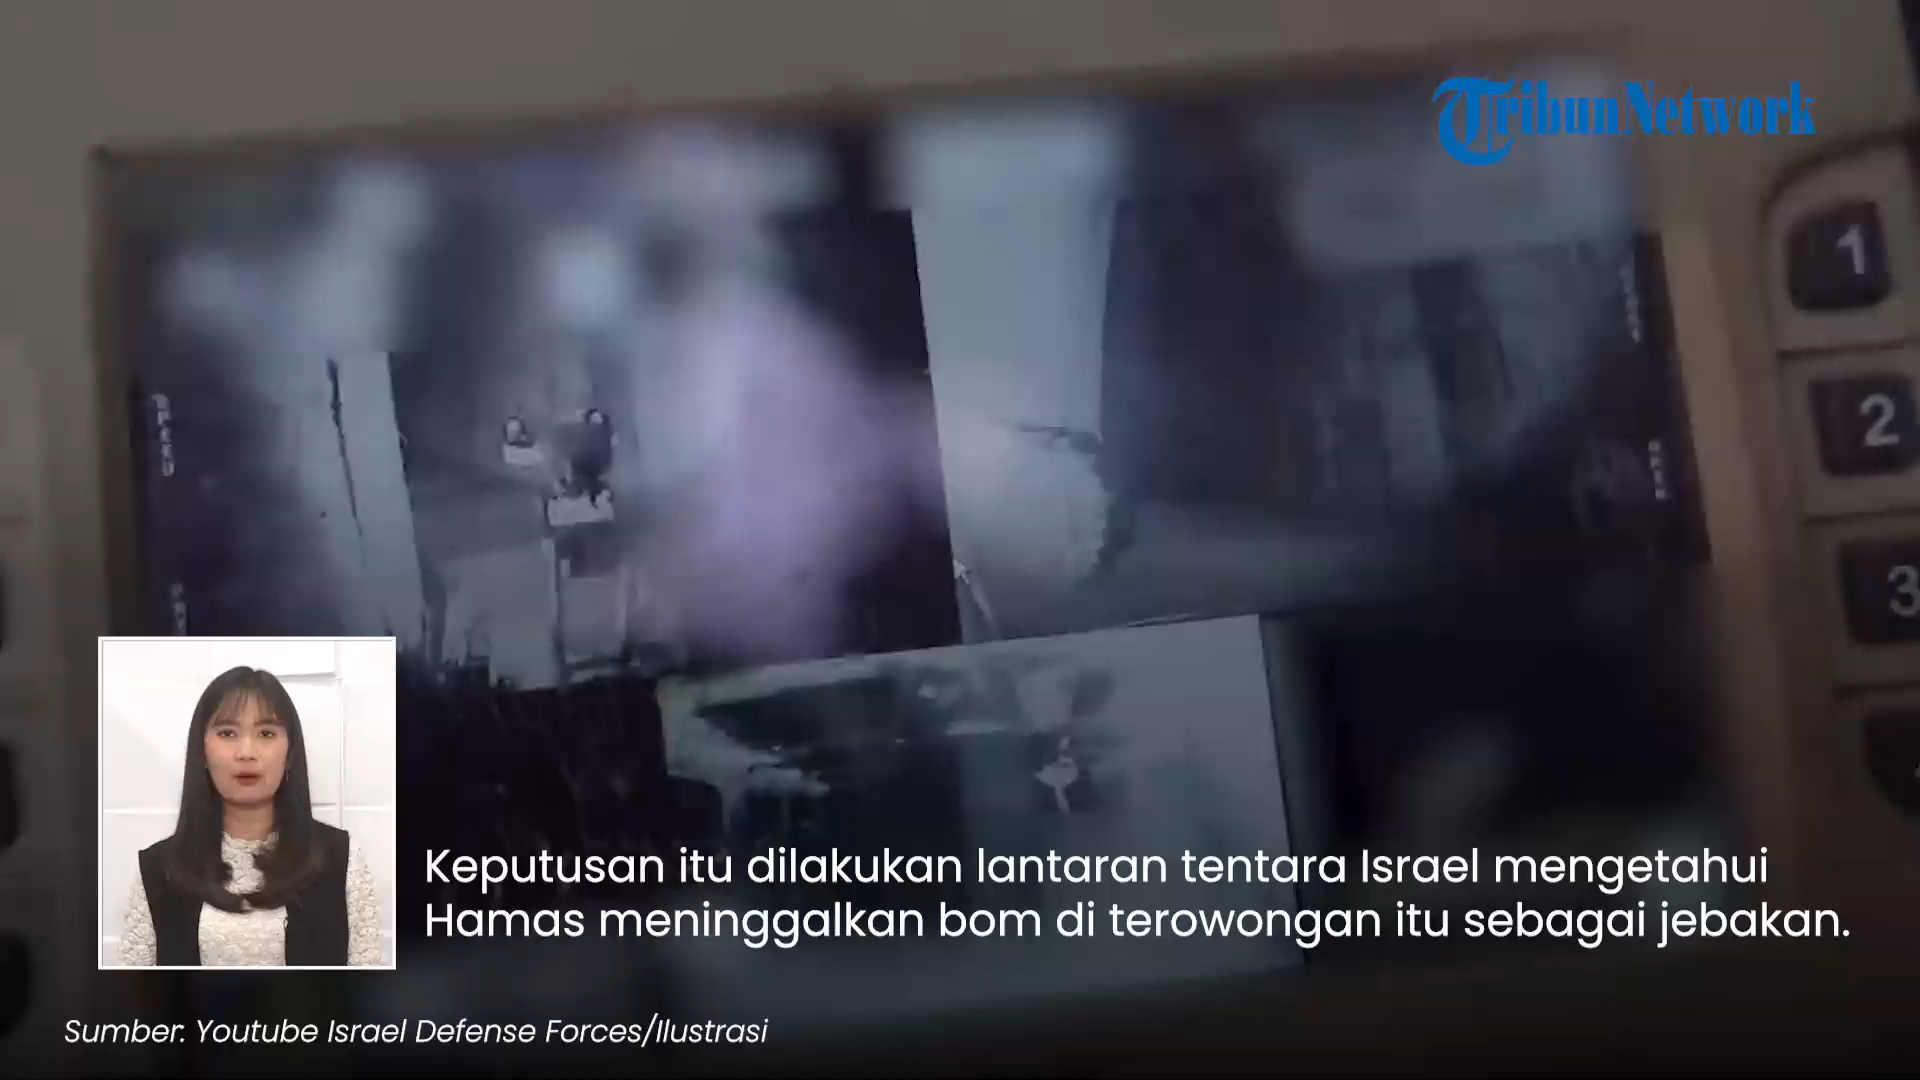 TribunNetwork
1
2
3
Keputusan itu dilakukan lantaran tentara Israel mengetahui
Hamas meninggalkan bom di terowongan itu sebagai jebakan.
Sumber: Youtube Israel Defense Forces/Ilustrasi